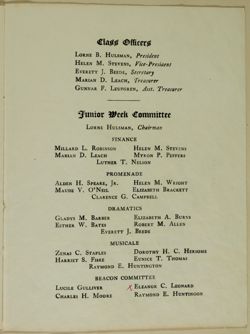 Class Officers
LORNE B. HULSMAN, President
HELEN M. STEVENS, Vice-President
EVERETT J. BEEDE, Secretary
MARIAN D. LEACH, Treasurer
GUNNAR F. LEUFGREN, Asst. Treasurer
Junior Week Committee
LORNE HULSMAN, Chairman
FINANCE
MILLARD L. ROBINSON HELEN M. STEVENS
MARIAN D. LEACH MYRON P. PEFFERS
LUTHER T. NELSON
PROMENADE
ALDEN H. SPEARE, JR. HELEN M. WRIGHT
MAUDE V. O'NEIL ELIZABETH BRACKETT
CLARENCE G. CAMPBELL
DRAMATICS
GLADYS M. BARBER ELIZABETH A. BURNS
ESTHER W. BATES ROBERT M. ALLEN
EVERETT J. BEEDE
MUSICALE
ZENAS C. STAPLES DOROTHY H. C.
HARRIET S. FISKE EUNICE T. THOMAS
RAYMOND E. HUNTINGTON
BEACON COMMITTEE
LUCILE GULLIVER ELEANOR C. LEONARD
CHARLES H. MOORE RAYMOND E. HUNTINGTON